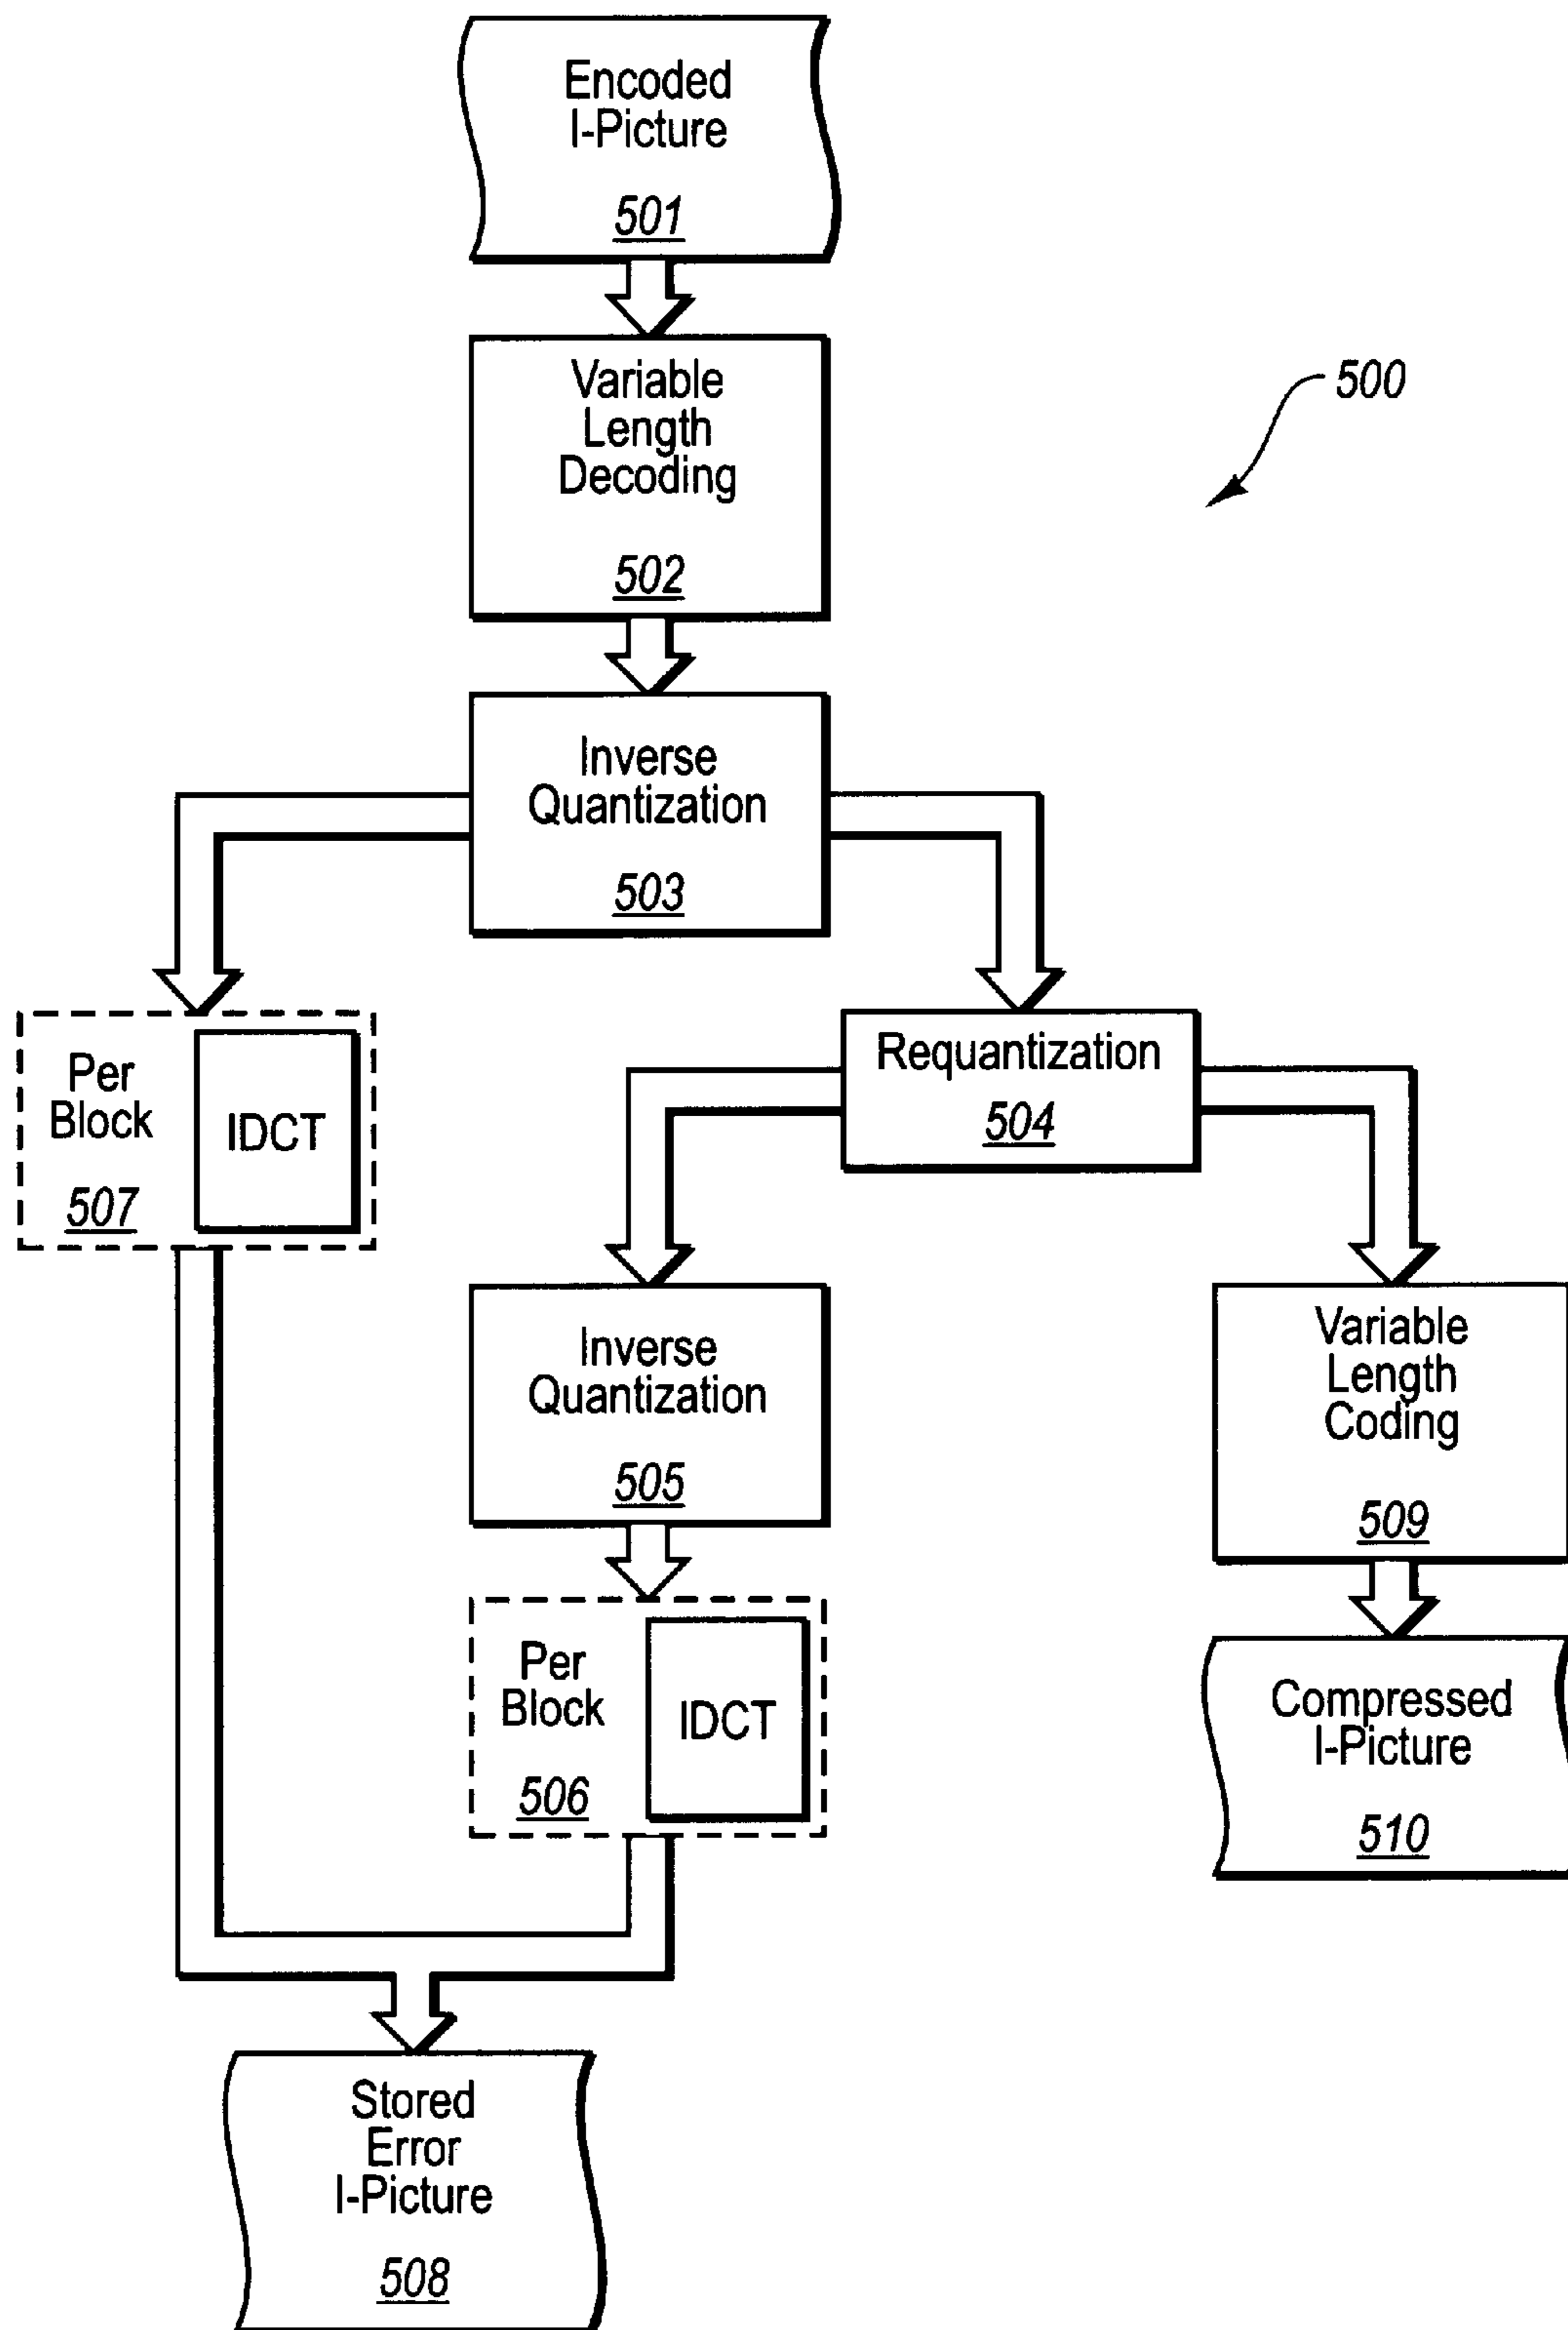 Encoded
I-Picture
501
Variable
Length
Decoding
502
500
Inverse
Quantization
503
Per
Block
507
IDCT
Requantization
504
Inverse
Quantization
505
Variable
Length
Coding
509
Per
Block
506
IDCT
Compressed
I-Picture
510
Stored
Error
I-Picture
508